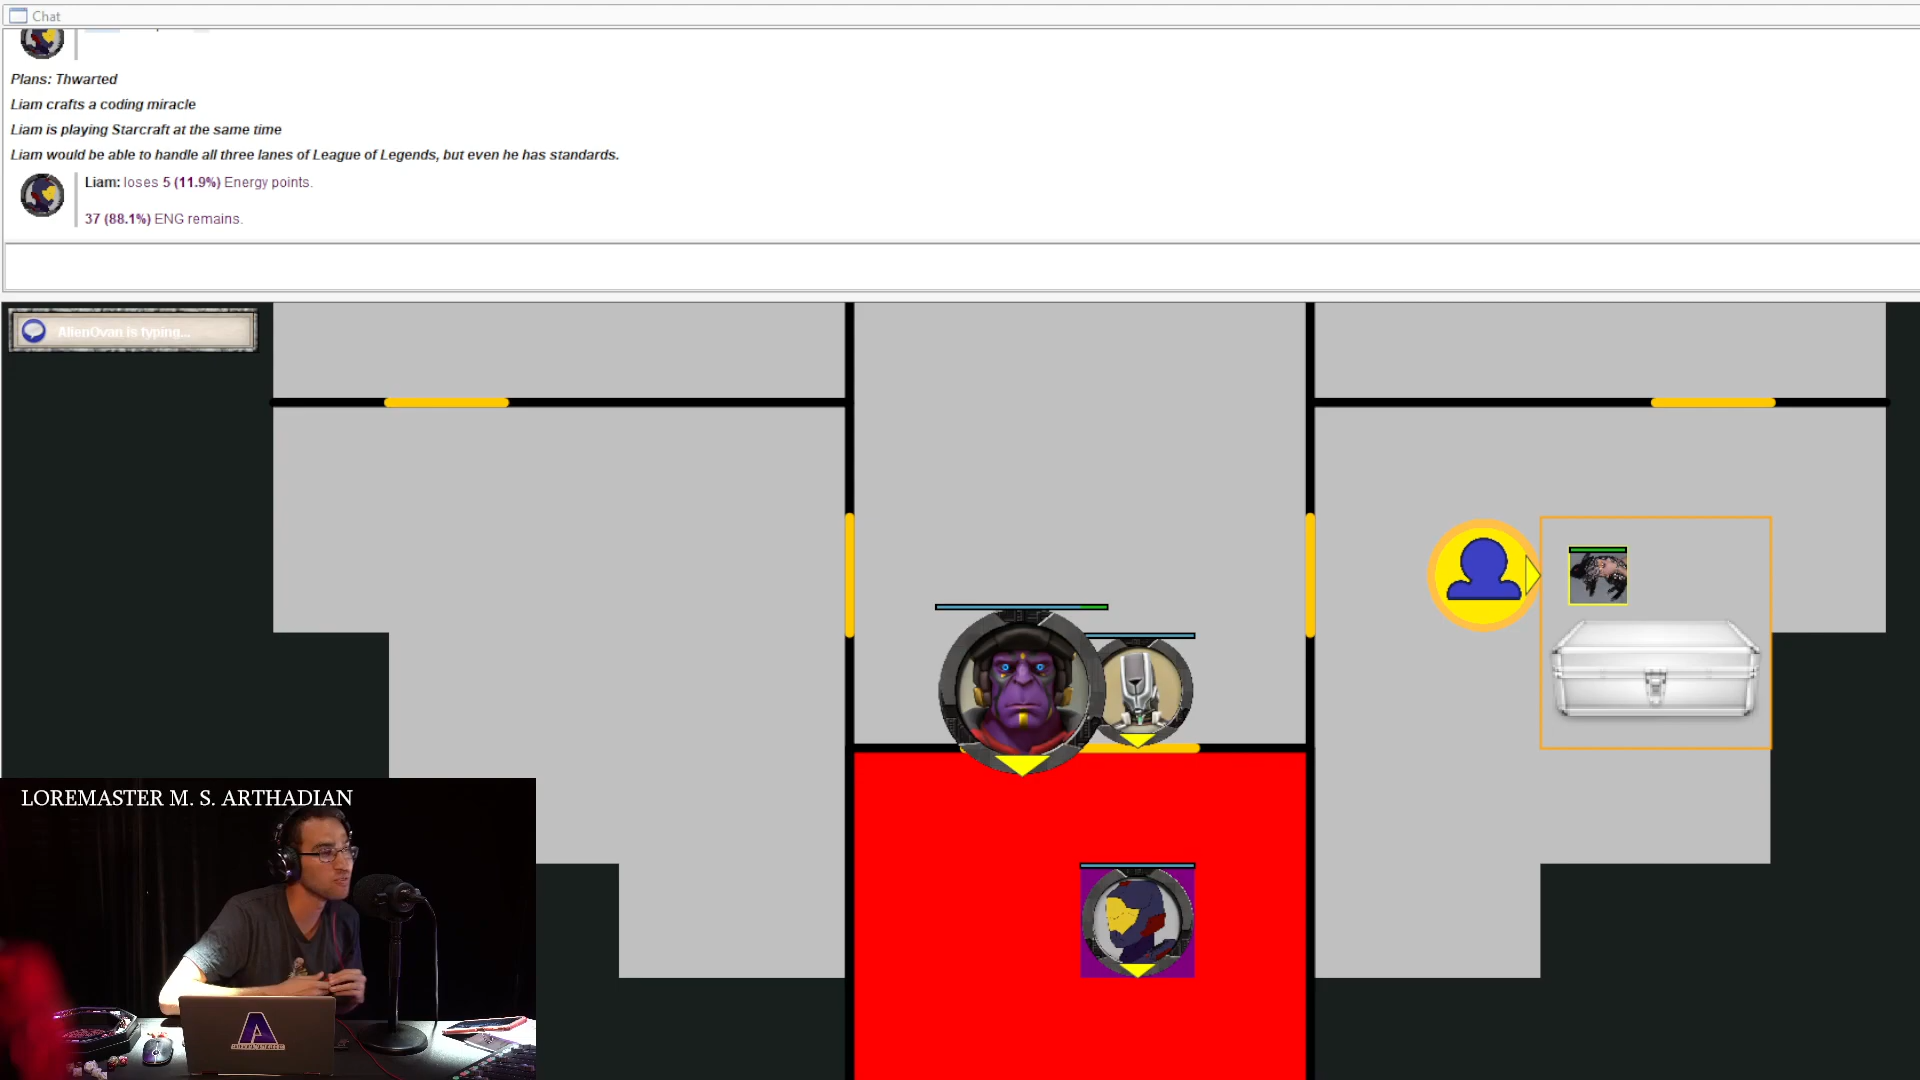 Chat
Plans: Thwarted
Liam crafts a coding miracle
Liam is playing Starcraft at the same time
Liam would be able to handle all three lanes of League of Legends, but even he has standards.
Liam: loses 5 (11.9%) Energy points.
37 (88.1%) ENG remains.
AlienOvan is typing...
LOREMASTER M. S. ARTHADIAN